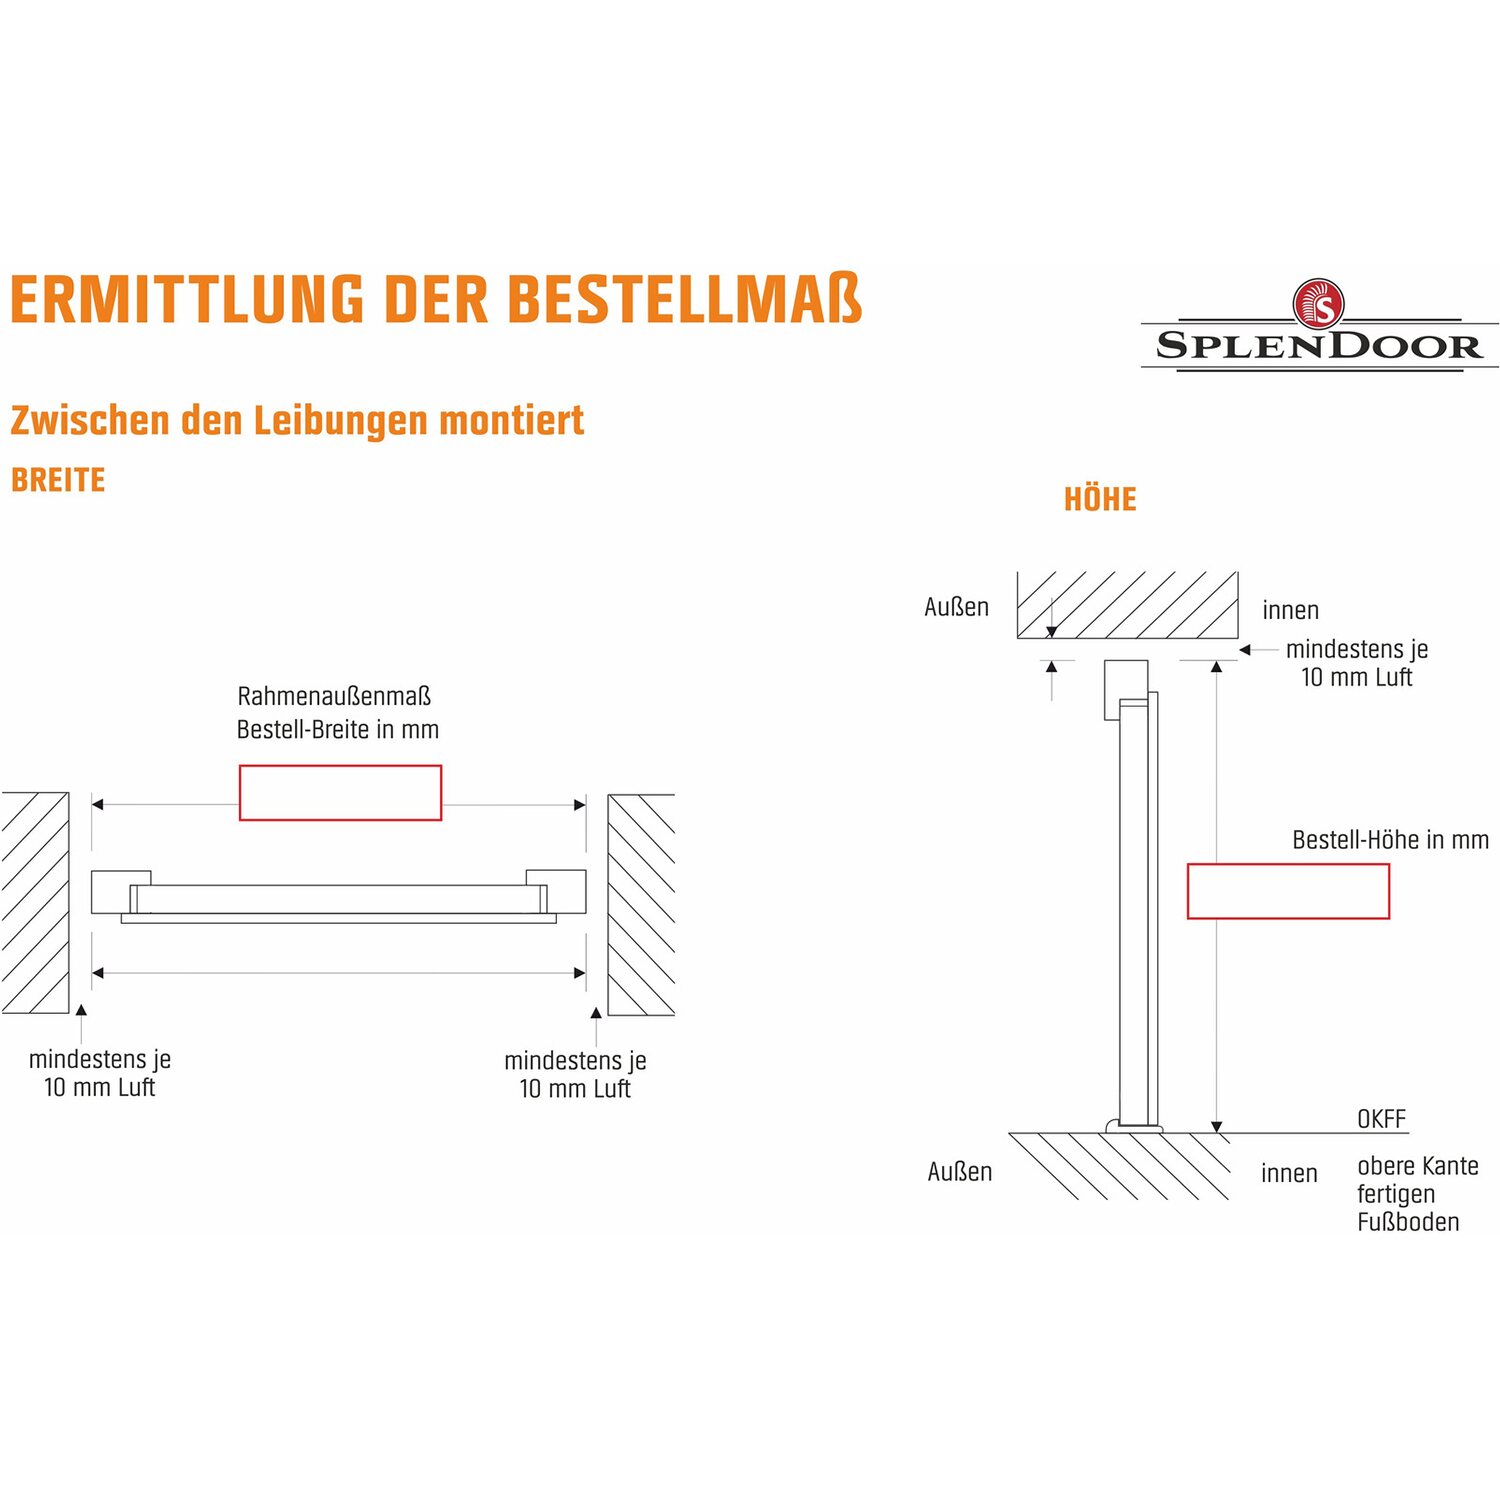 ERMITTLUNG DER BESTELLMAß
S
SPLENDOOR
Zwischen den Leibungen montiert
BREITE
HÖHE
Außen
innen
mindestens je
10 mm Luft
Rahmenaußenmaß
Bestell-Breite in mm
Bestell-Höhe in mm
mindestens je
10 mm Luft
mindestens je
10 mm Luft
OKFF
Außen
innen
obere Kante
fertigen
Fußboden